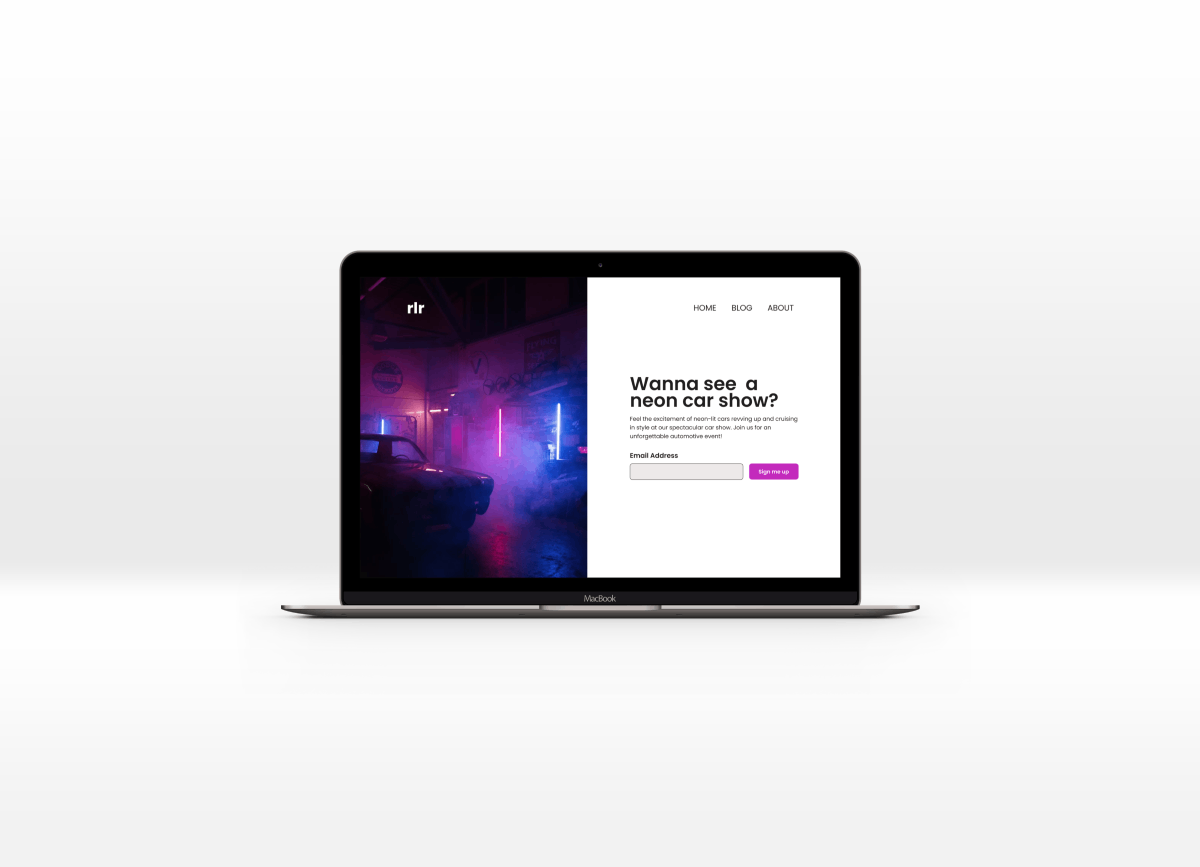 rlr
HOME BLOG ABOUT
Wanna see a
neon car show?
Feel the excitement of neon-lit cars revving up and cruising
in style at our spectacular car show. Join us for an
unforgettable automotive event!
Email Address
Sign me up
MacBook